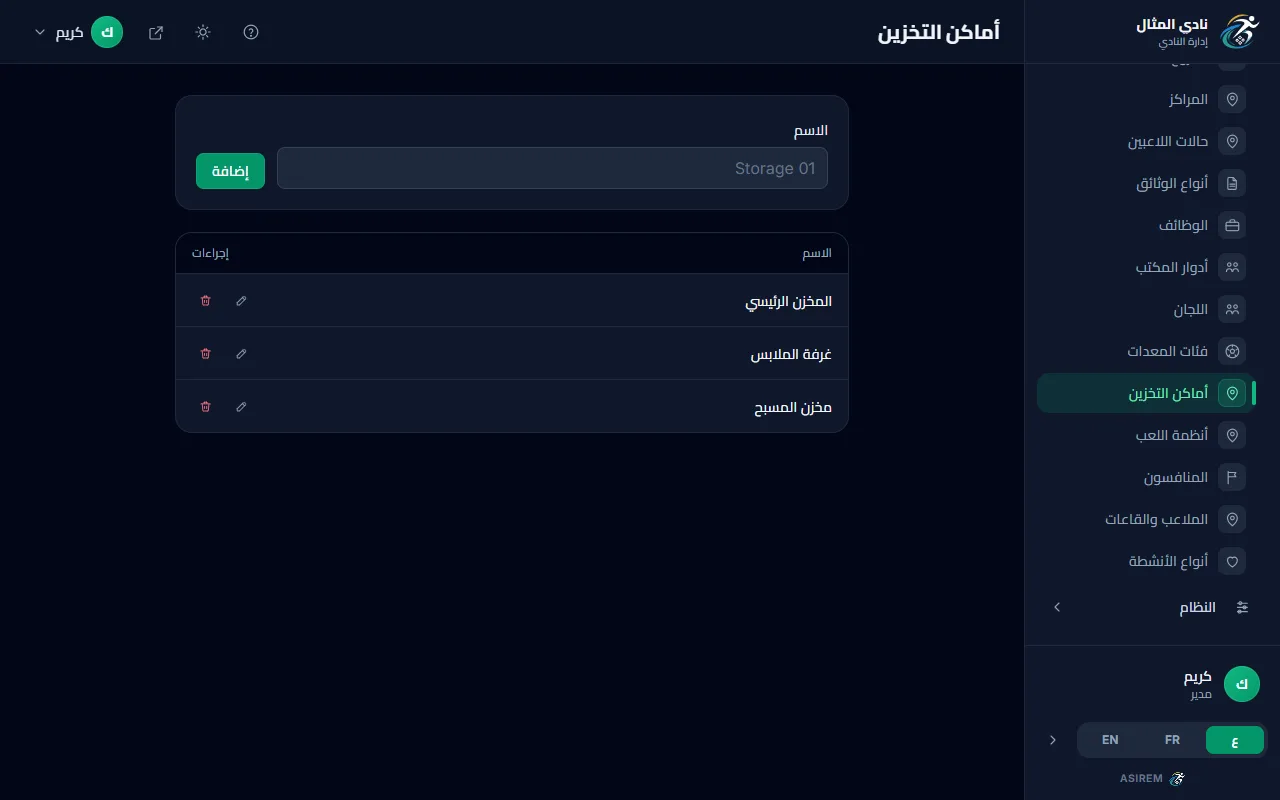 نادي المثال
إدارة النادي
أماكن التخزين
ك
كريم
المراكز
حالات اللاعبين
أنواع الوثائق
الوظائف
أدوار المكتب
اللجان
فئات المعدات
أماكن التخزين
أنظمة اللعب
المنافسون
الملاعب والقاعات
أنواع الأنشطة
النظام
ك
كريم
مدير
ع
FR
EN
ASIREM
الاسم
Storage 01
إضافة
الاسم
إجراءات
المخزن الرئيسي
غرفة الملابس
مخزن المسبح